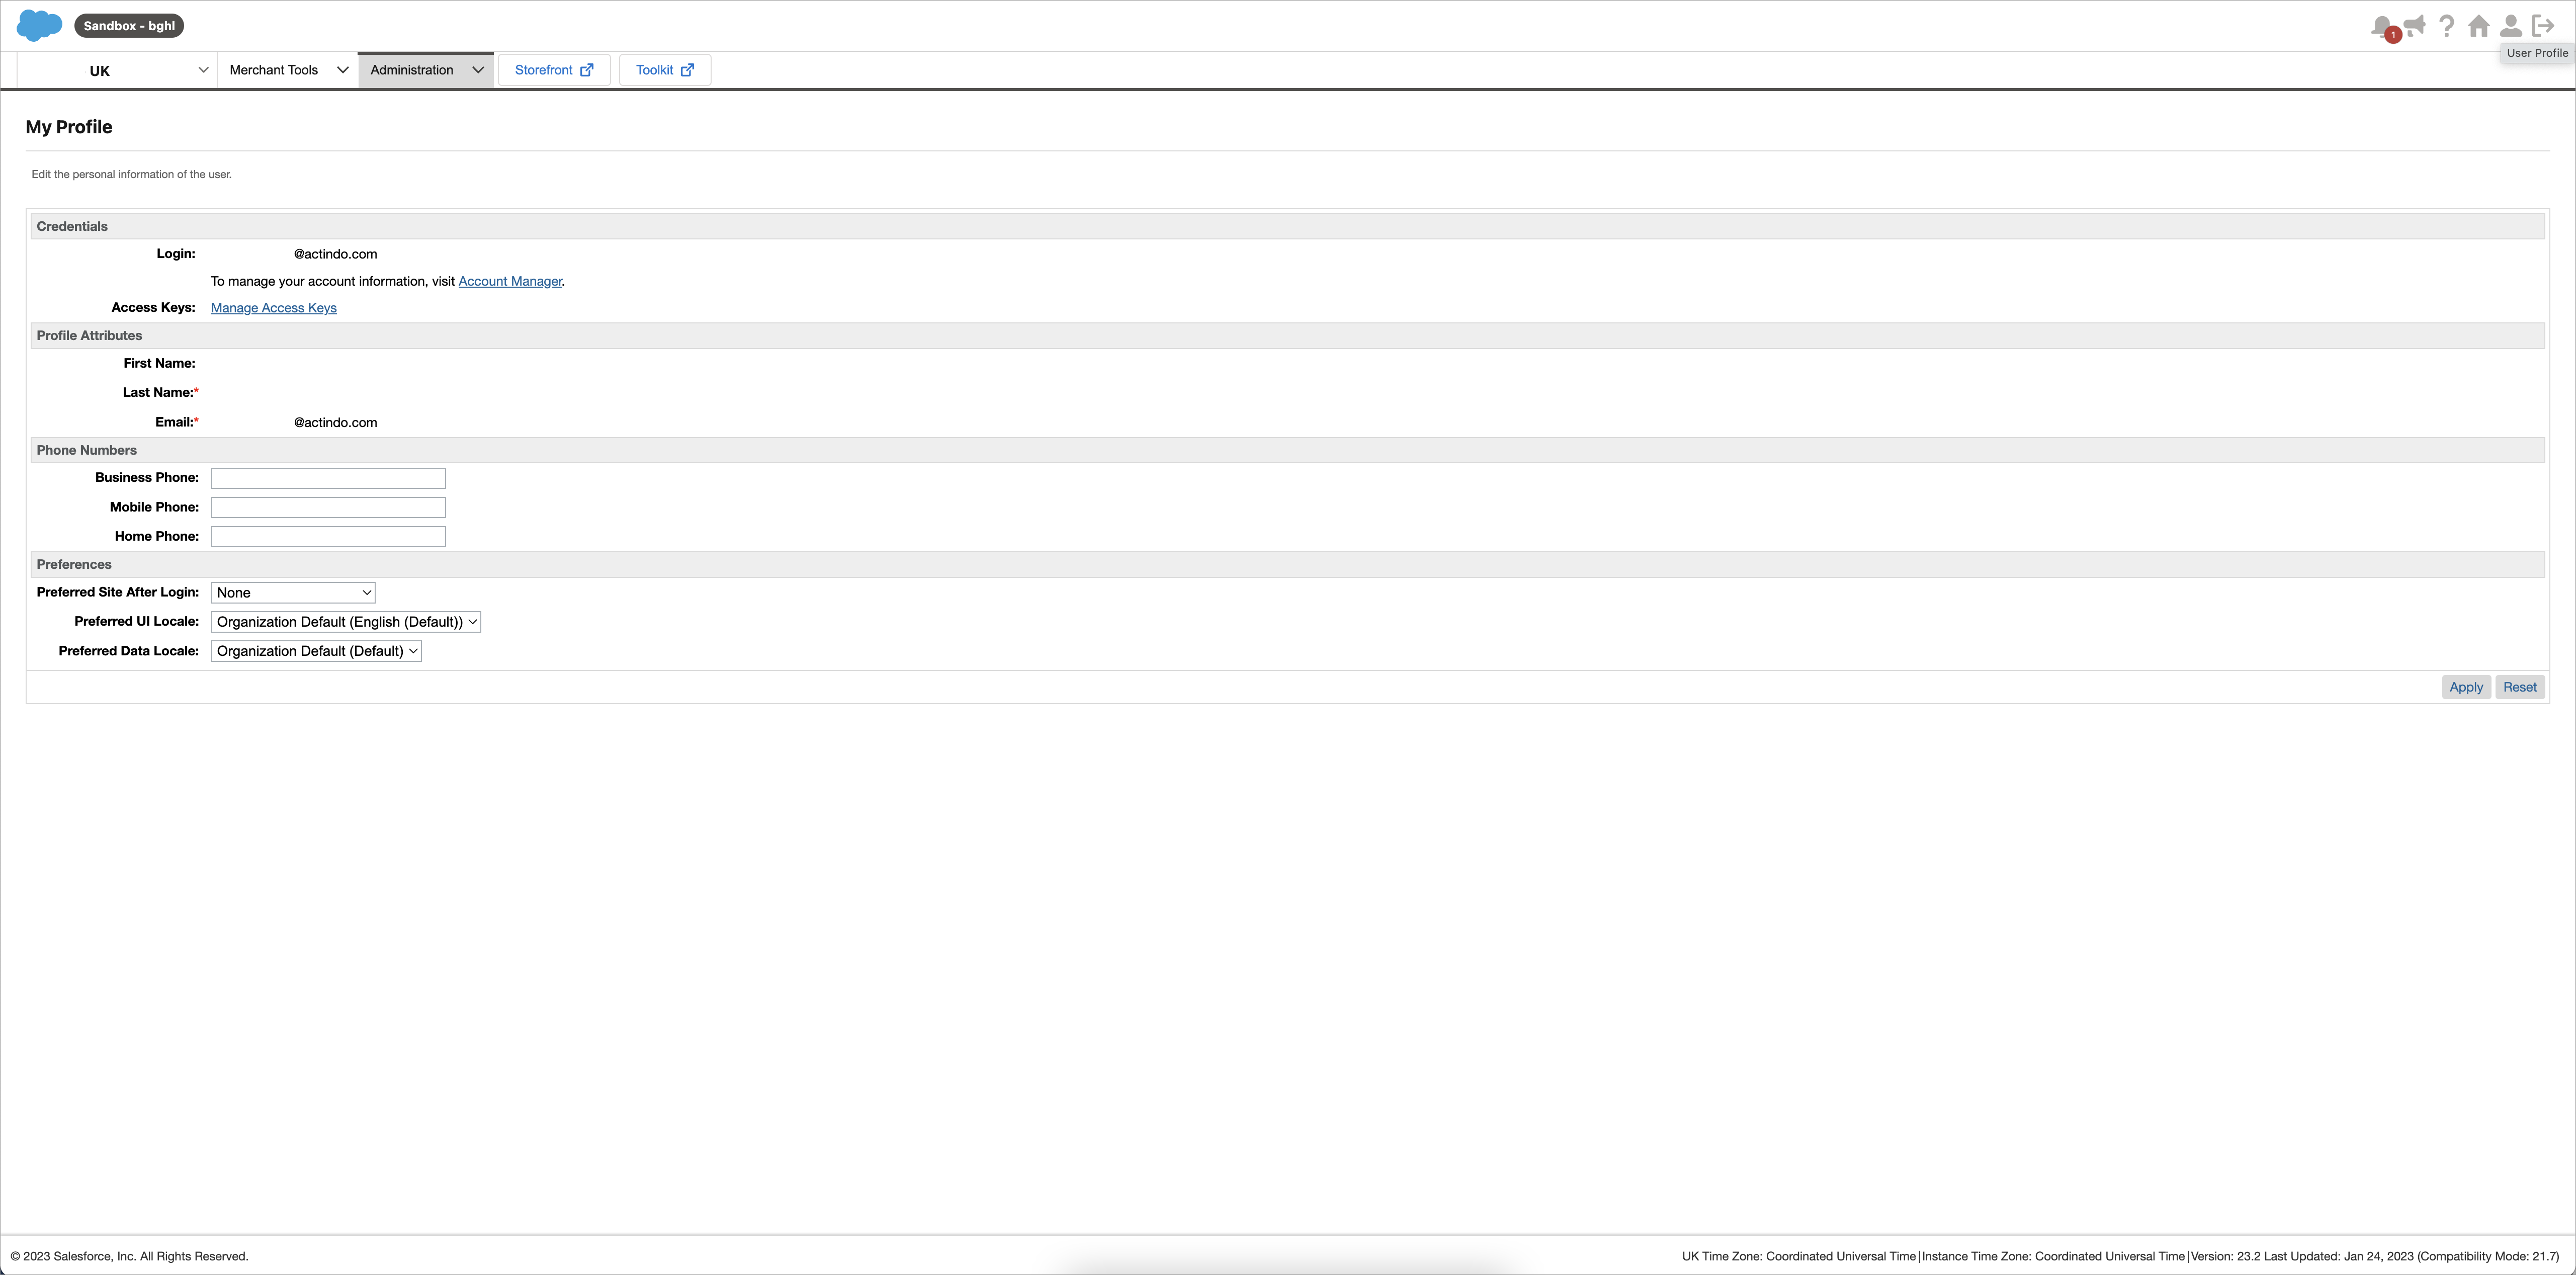 Sandbox - bghl
1
User Profile
UK
Merchant Tools
Administration
Storefront
Toolkit
My Profile
Edit the personal information of the user.
Credentials
Login: @actindo.com
To manage your account information, visit Account Manager.
Access Keys: Manage Access Keys
Profile Attributes
First Name:
Last Name:*
Email:* @actindo.com
Phone Numbers
Business Phone:
Mobile Phone:
Home Phone:
Preferences
Preferred Site After Login: None
Preferred UI Locale: Organization Default (English (Default))
Preferred Data Locale: Organization Default (Default)
Apply Reset
© 2023 Salesforce, Inc. All Rights Reserved.
UK Time Zone: Coordinated Universal Time|Instance Time Zone: Coordinated Universal Time|Version: 23.2 Last Updated: Jan 24, 2023 (Compatibility Mode: 21.7)